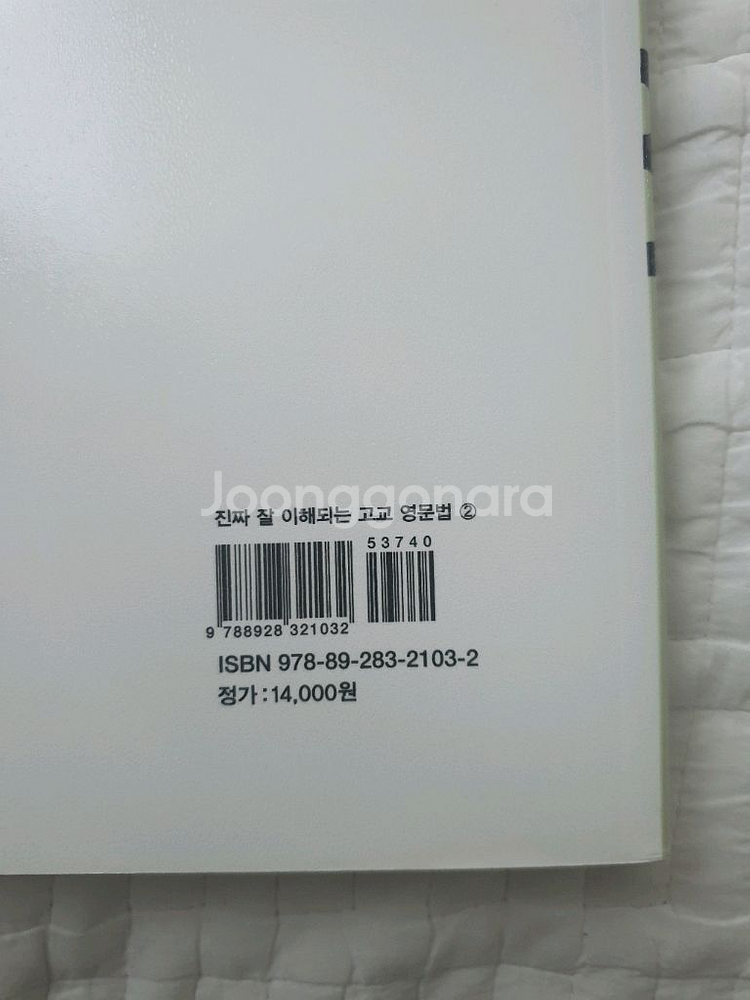 Joonggonara
진짜 잘 이해되는 고교 영문법 ②
53740
9 788928 321032
ISBN 978-89-283-2103-2
정가:14,000원